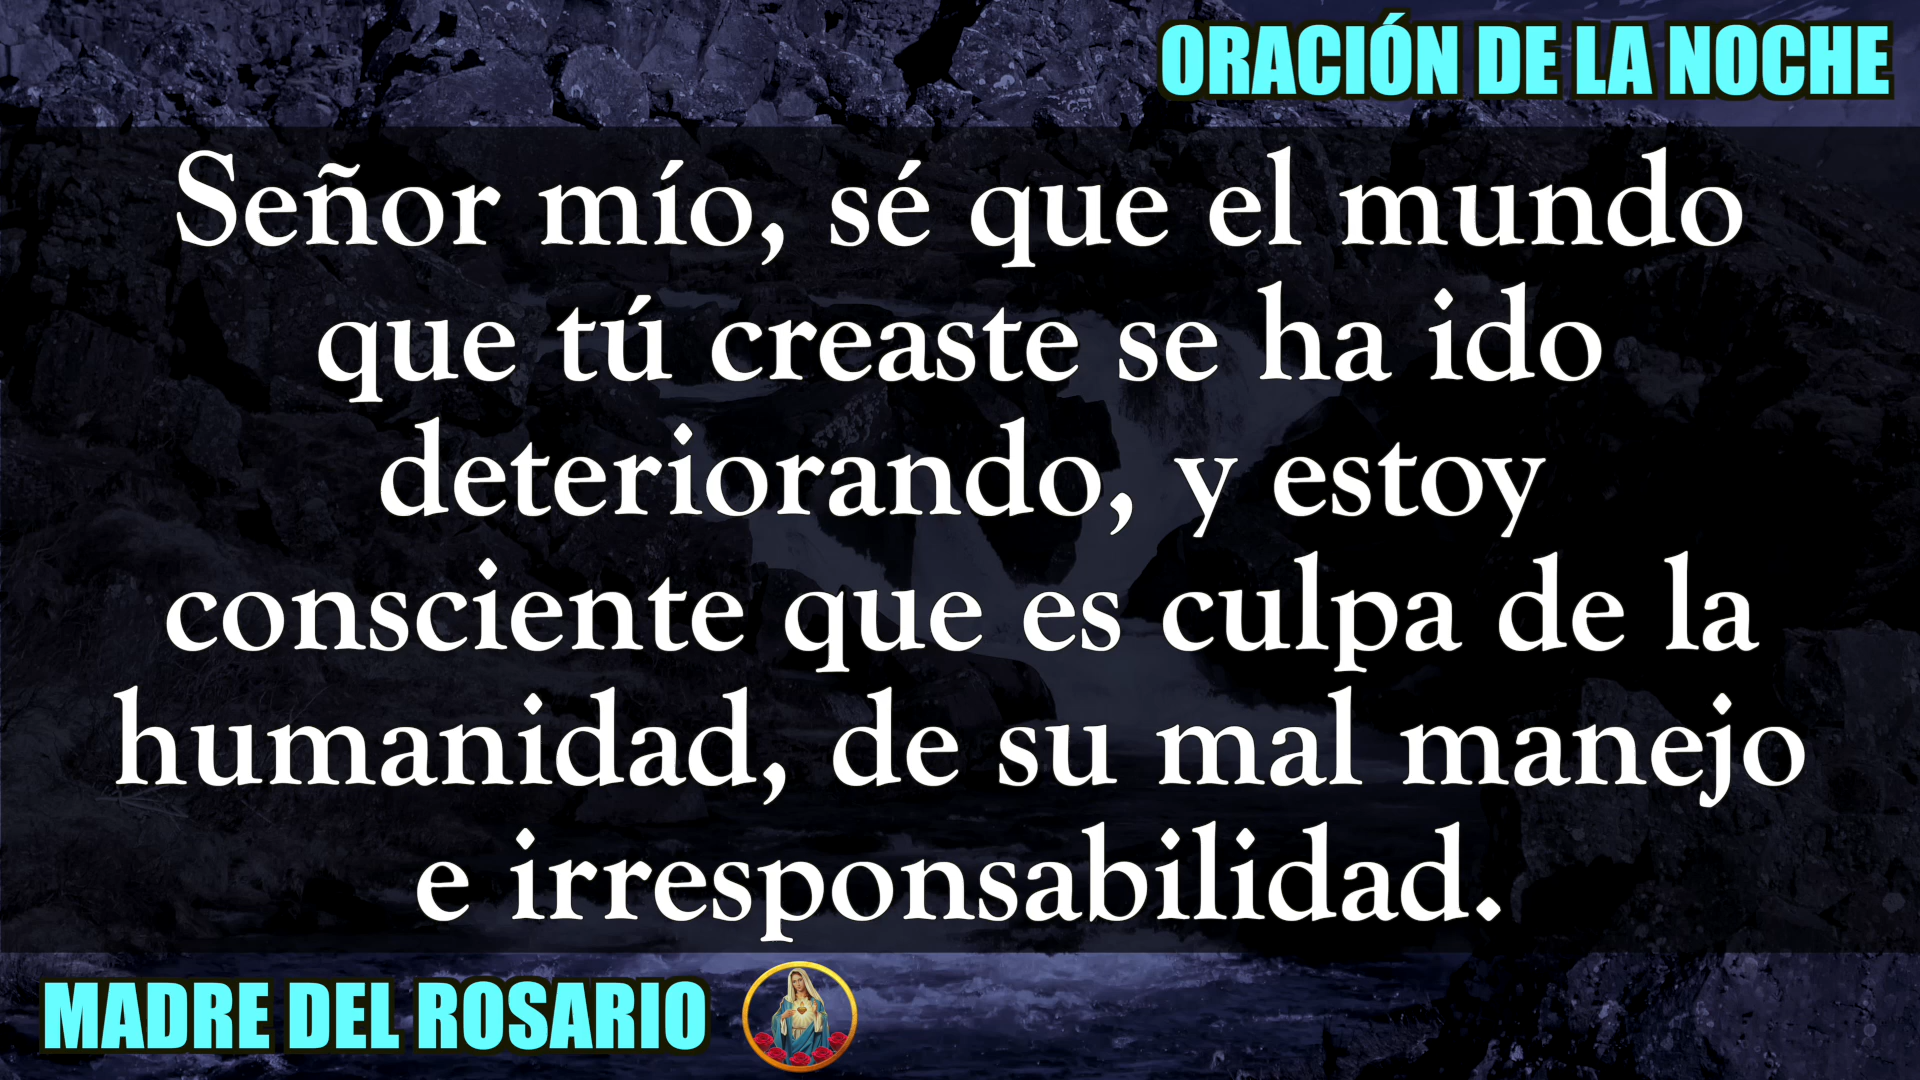 ORACIÓN DE LA NOCHE
Señor mío, sé que el mundo
que tú creaste se ha ido
deteriorando, y estoy
consciente que es culpa de la
humanidad, de su mal manejo
e irresponsabilidad.
MADRE DEL ROSARIO